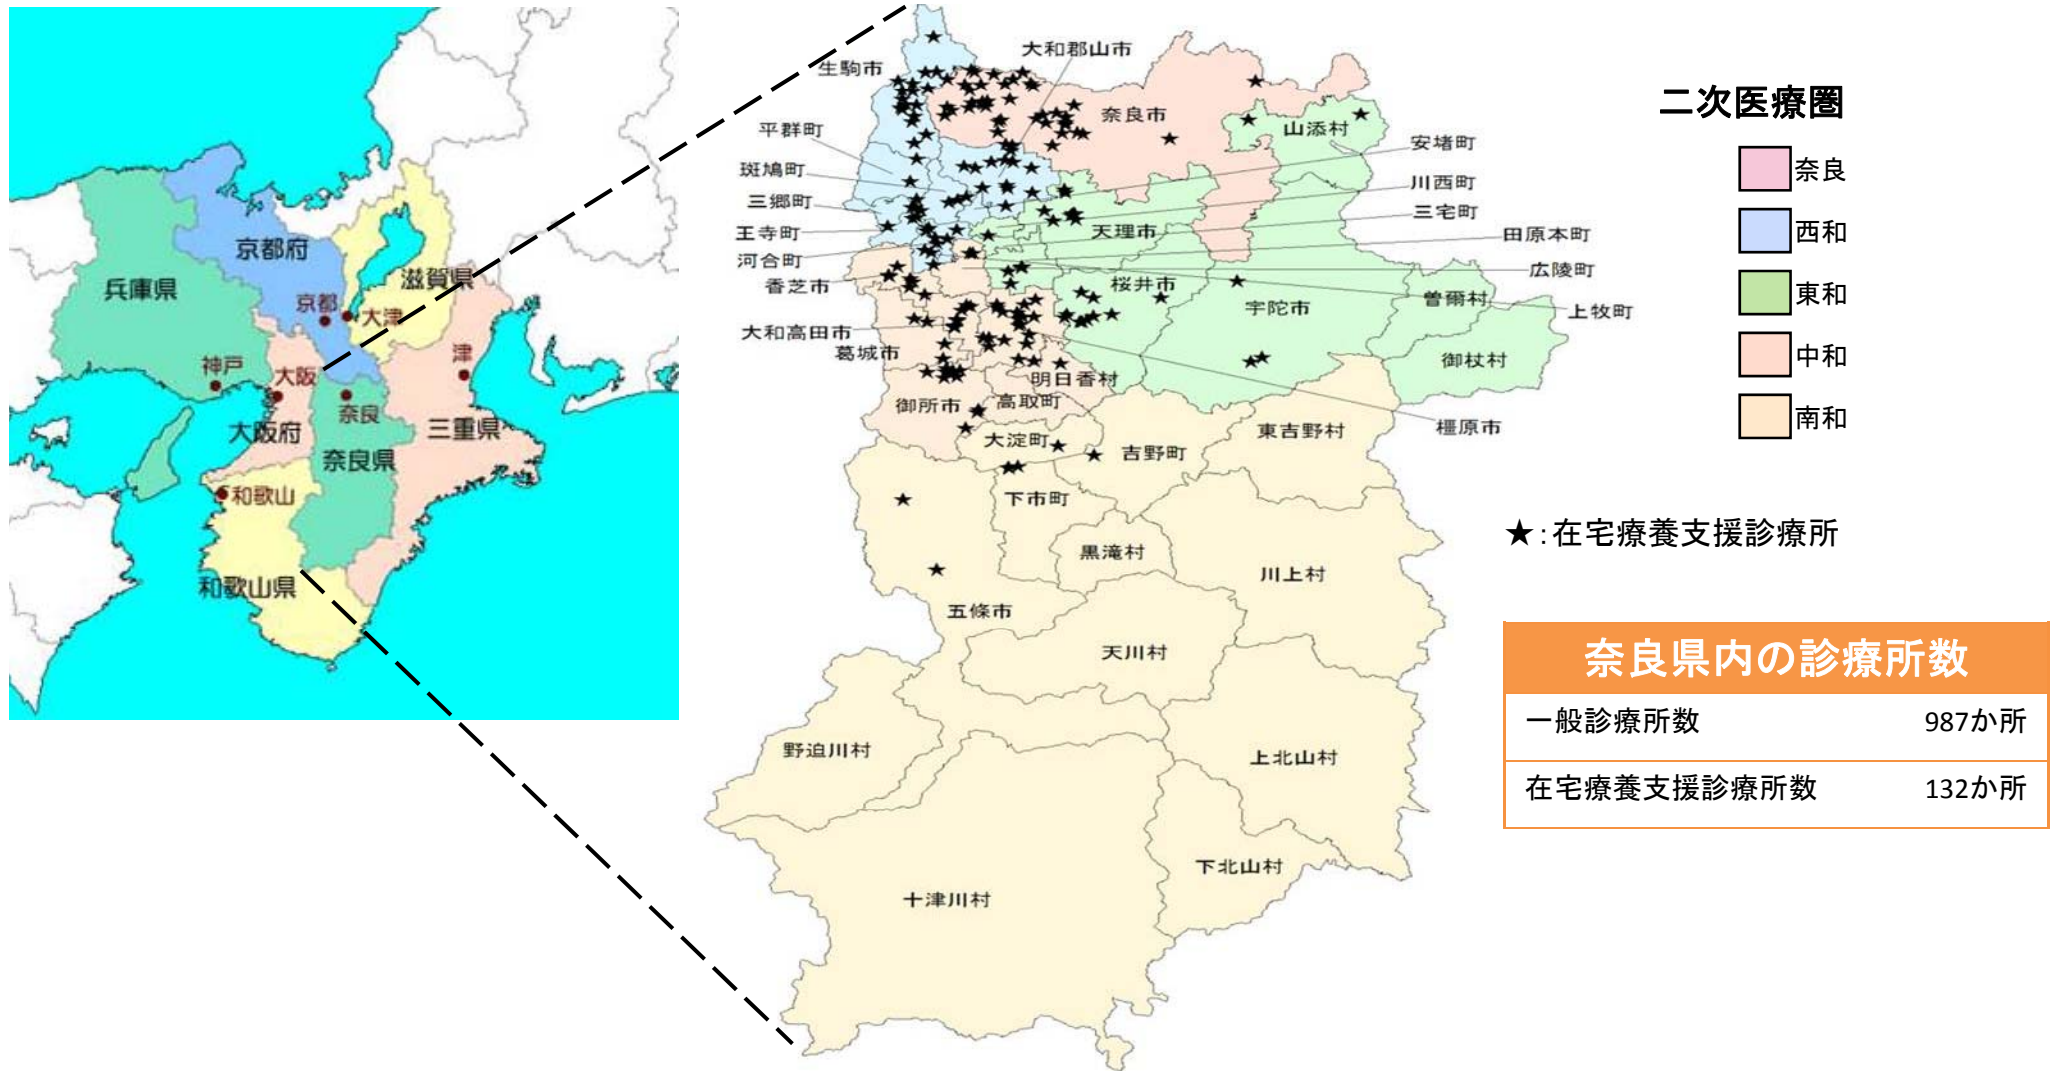 京都府
兵庫県
滋賀県
京都
大津
神戸
大阪
津
奈良
大阪府
三重県
奈良県
和歌山
和歌山県
生駒市
大和郡山市
平群町
奈良市
山添村
安堵町
斑鳩町
川西町
三郷町
三宅町
王寺町
天理市
田原本町
河合町
広陵町
香芝市
桜井市
宇陀市
曽爾村
上牧町
大和高田市
葛城市
御杖村
明日香村
御所市
高取町
橿原市
大淀町
吉野町
東吉野村
下市町
黒滝村
川上村
五條市
天川村
野迫川村
上北山村
下北山村
十津川村
二次医療圏
奈良
西和
東和
中和
南和
★:在宅療養支援診療所
奈良県内の診療所数
一般診療所数 987か所
在宅療養支援診療所数 132か所